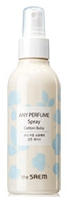 ANY PERFUME
Spray
Cotton Baby
the SAEM